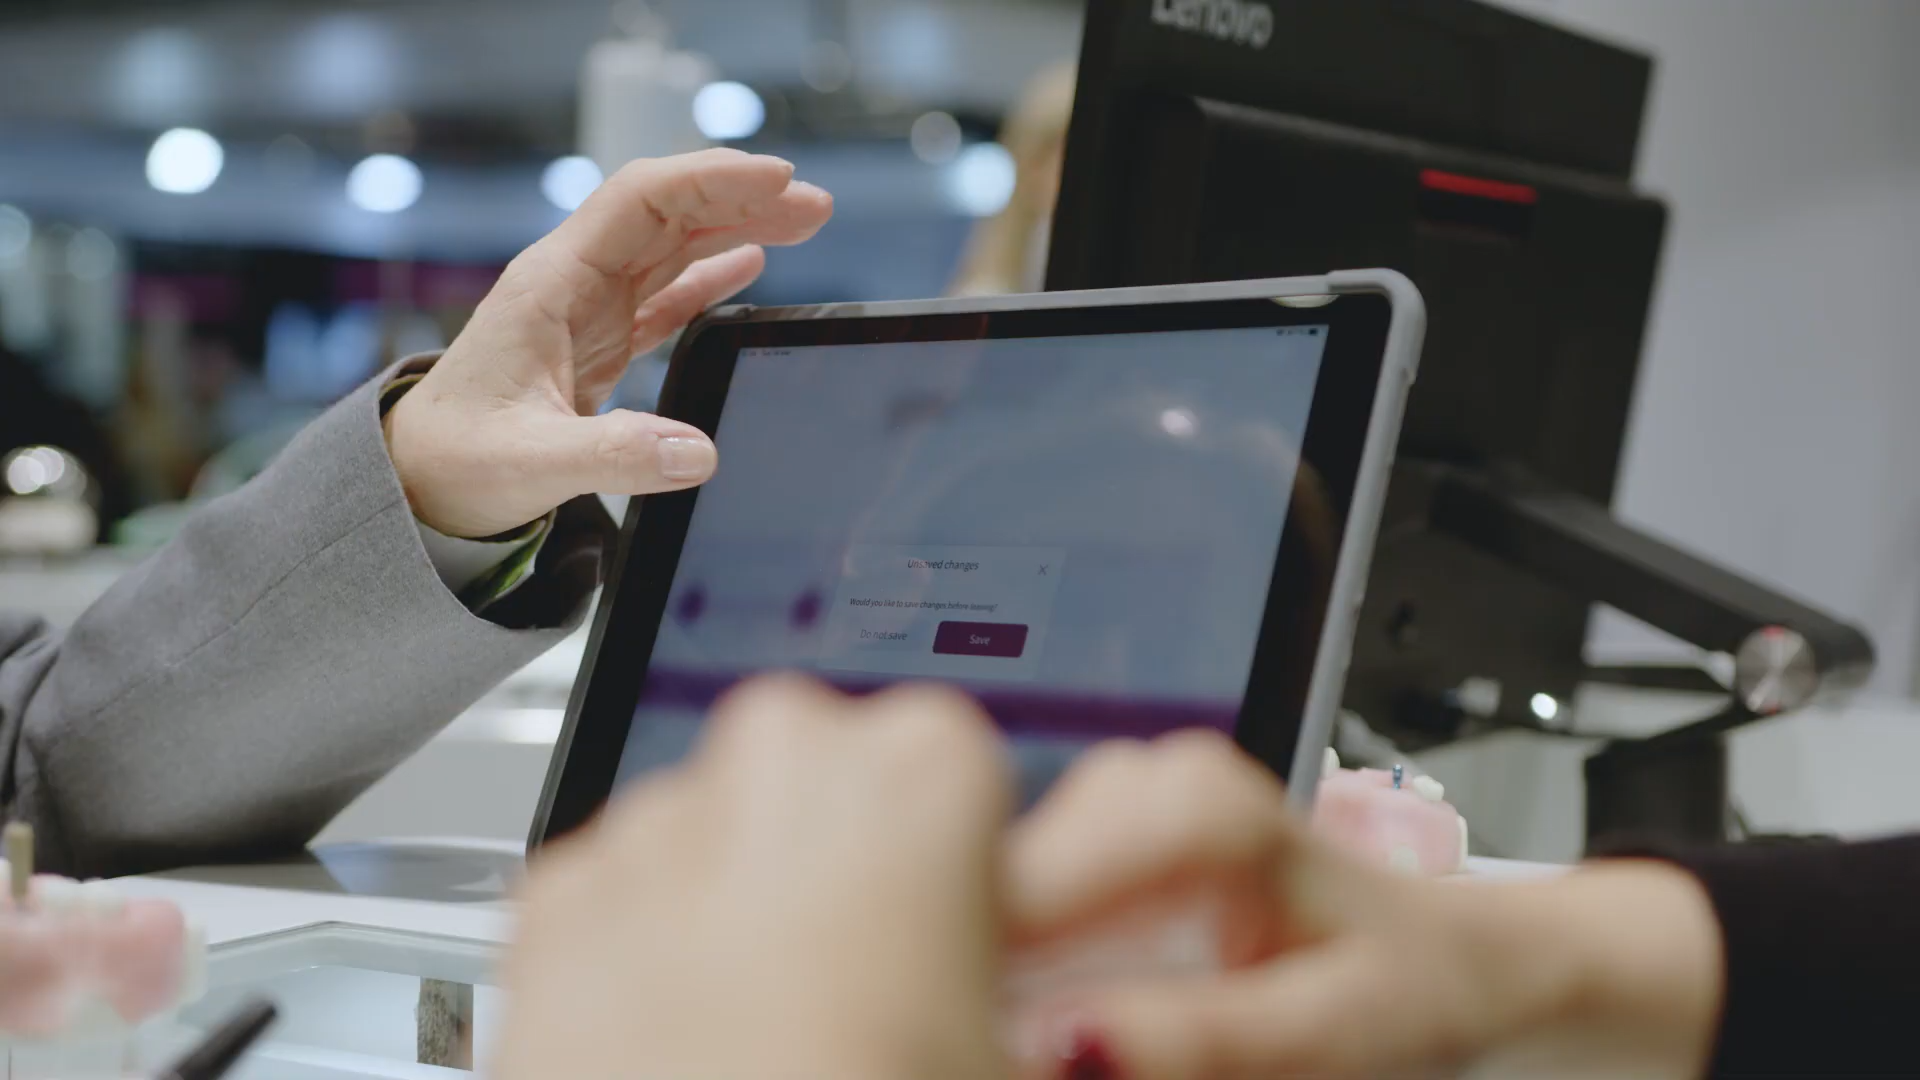 Lenovo
Unsaved changes
Would you like to save changes before leaving?
Do not save
Save